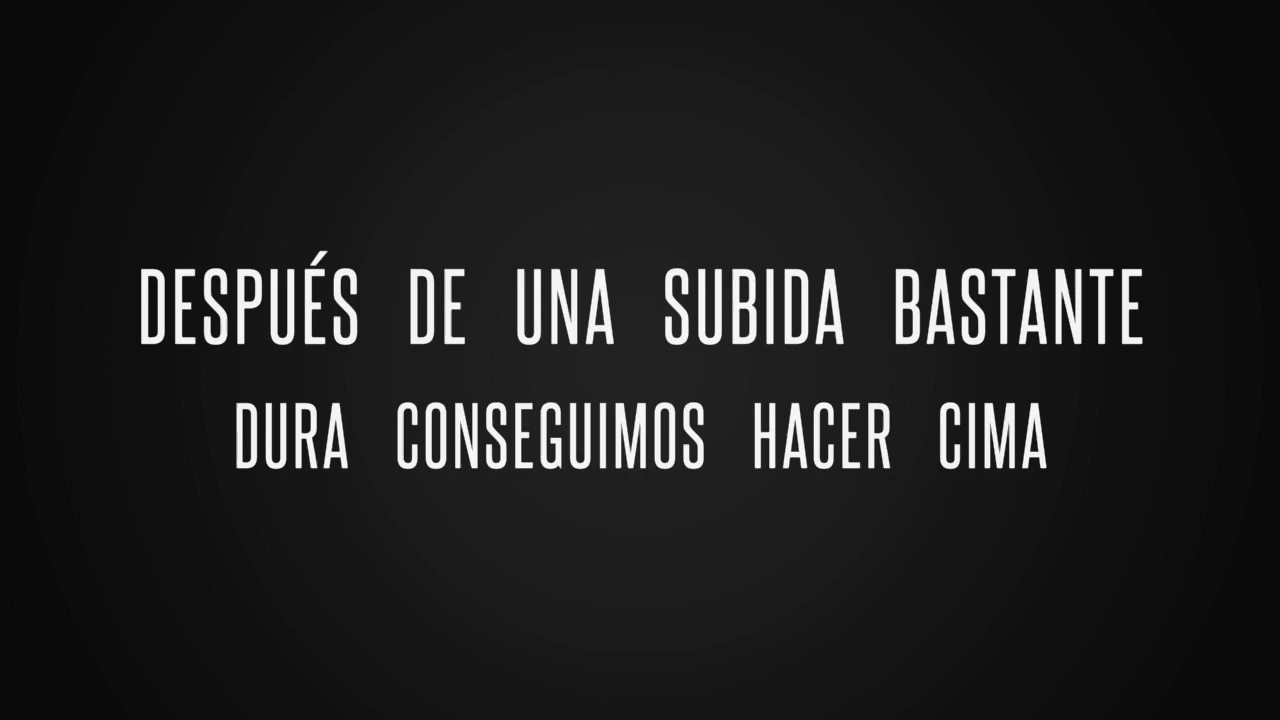 DESPUÉS DE UNA SUBIDA BASTANTE
DURA CONSEGUIMOS HACER CIMA